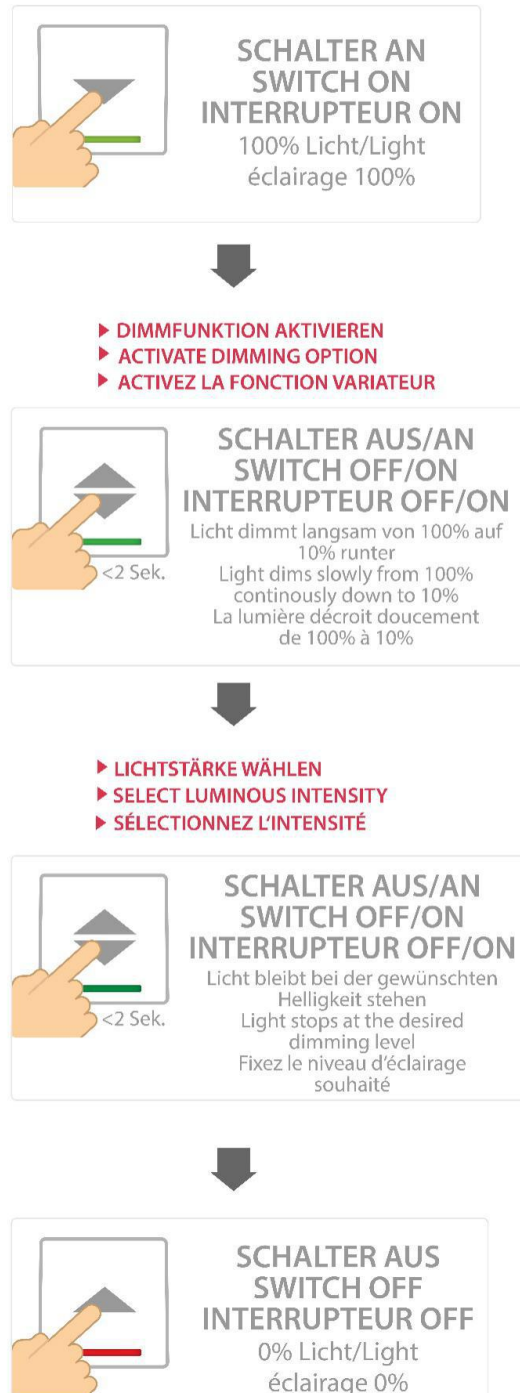 SCHALTER AN
SWITCH ON
INTERRUPTEUR ON
100% Licht/Light
éclairage 100%
DIMMFUNKTION AKTIVIEREN
ACTIVATE DIMMING OPTION
ACTIVEZ LA FONCTION VARIATEUR
SCHALTER AUS/AN
SWITCH OFF/ON
INTERRUPTEUR OFF/ON
Licht dimmt langsam von 100% auf
10% runter
Light dims slowly from 100%
continously down to 10%
La lumière décroit doucement
de 100% à 10%
<2 Sek.
LICHTSTÄRKE WÄHLEN
SELECT LUMINOUS INTENSITY
SÉLECTIONNEZ L'INTENSITÉ
SCHALTER AUS/AN
SWITCH OFF/ON
INTERRUPTEUR OFF/ON
Licht bleibt bei der gewünschten
Helligkeit stehen
Light stops at the desired
dimming level
Fixez le niveau d'éclairage
souhaité
<2 Sek.
SCHALTER AUS
SWITCH OFF
INTERRUPTEUR OFF
0% Licht/Light
éclairage 0%